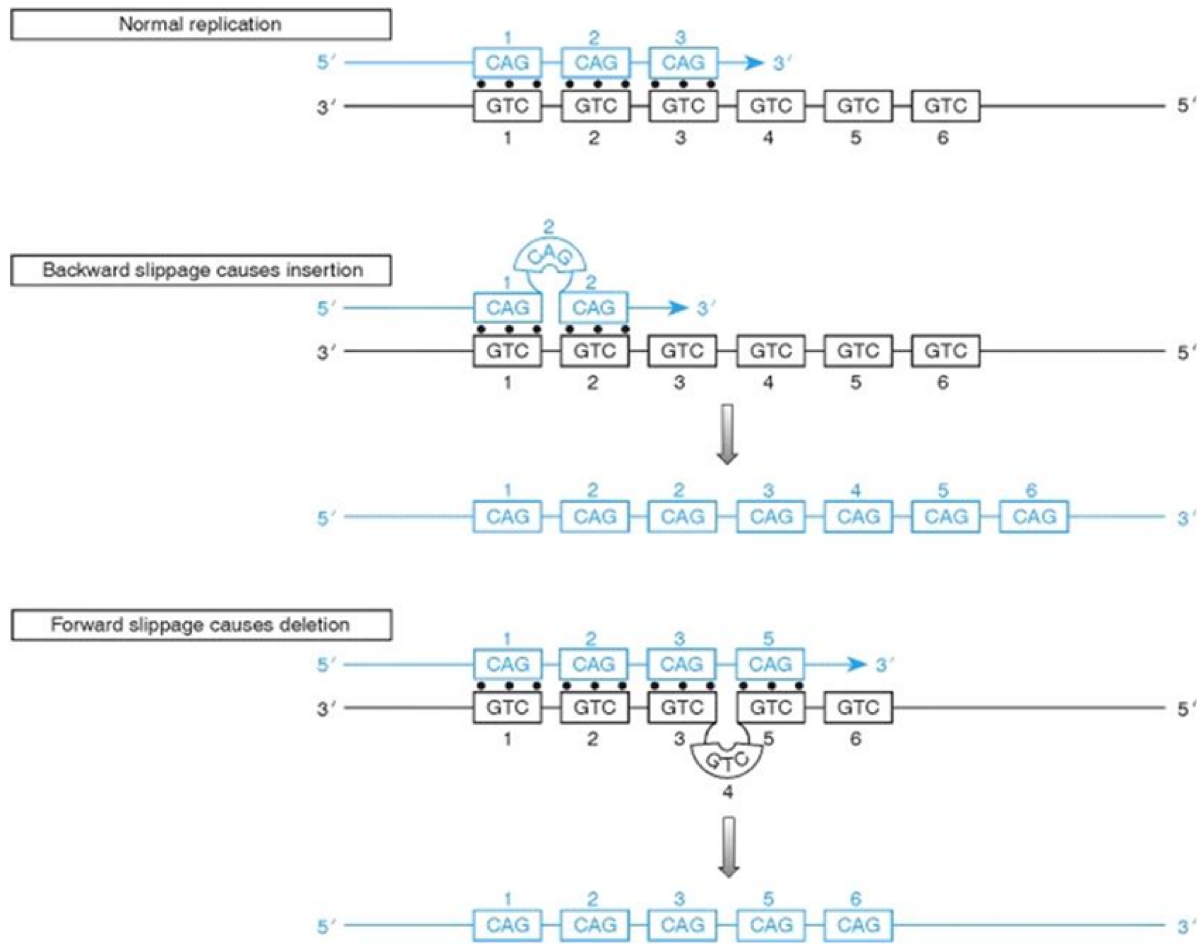 Normal replication
1 2 3
5′ CAG CAG CAG 3′
3′ GTC GTC GTC GTC GTC GTC 5′
1 2 3 4 5 6
2
CAG
Backward slippage causes insertion
1 2
5′ CAG CAG 3′
3′ GTC GTC GTC GTC GTC GTC 5′
1 2 3 4 5 6
1 2 2 3 4 5 6
5′ CAG CAG CAG CAG CAG CAG CAG 3′
Forward slippage causes deletion
1 2 3 5
5′ CAG CAG CAG CAG 3′
3′ GTC GTC GTC GTC GTC 5′
1 2 3 5 6
GTC
4
1 2 3 5 6
5′ CAG CAG CAG CAG CAG 3′